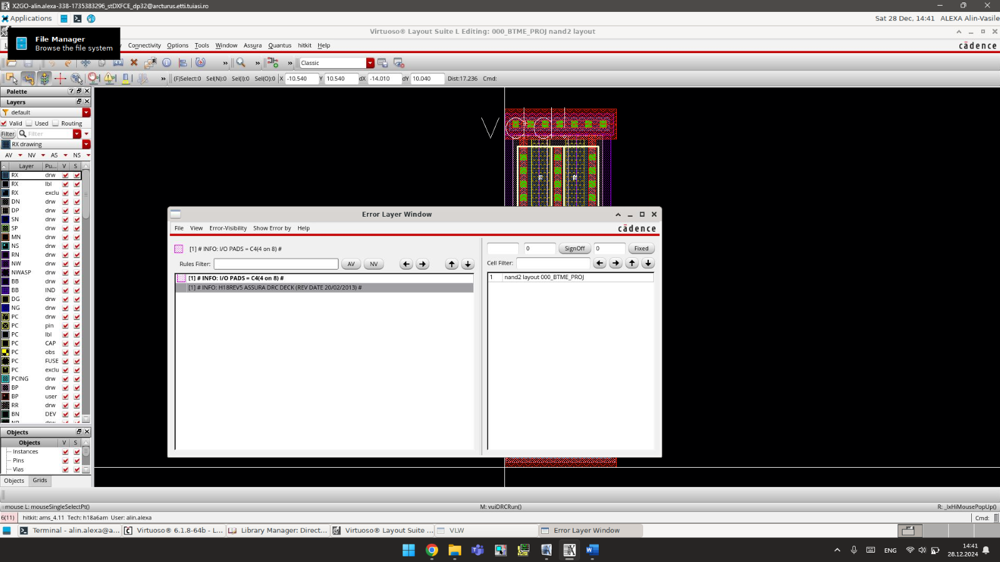 X2GO-alin.alexa-338-1735383296_stDXFCE_dp32@arcturus.etti.tuiasi.ro
Applications
Sat 28 Dec, 14:41 ALEXA Alin-Vasile
Virtuoso® Layout Suite L Editing: 000_BTME_PROJ nand2 layout
File Manager
Browse the file system
Connectivity Options Tools Window Assura Quantus hitkit Help
cādence
Classic
(F)Select:0 Sel(N):0 Sel(I):0 Sel(O):0 X -10.540 Y 10.540 dX -14.010 dY 10.040 Dist:17.236 Cmd:
Palette
Layers
default
Valid Used Routing
Filter Filter
RX drawing
AV NV AS NS
Layer Pu... V S
RX drw
RX lbl
RX exclu
DN drw
DP drw
SN drw
SP drw
MN drw
NS drw
RN drw
NW drw
NWASP drw
BB drw
BB IND
DG drw
NG drw
PC drw
PC pin
PC lbl
PC CAP
PC obs
PC FUSE
PC exclu
PCING drw
BP drw
BP user
RR drw
BN DEV
Objects
Objects V S
Instances
Pins
Vias
Objects Grids
Error Layer Window
File View Error-Visibility Show Error by Help
cādence
[1] # INFO: I/O PADS = C4(4 on 8) #
Rules Filter: AV NV
[1] # INFO: I/O PADS = C4(4 on 8) #
[1] # INFO: H18REV5 ASSURA DRC DECK (REV DATE 20/02/2013) #
0 SignOff 0 Fixed
Cell Filter:
1 nand2 layout 000_BTME_PROJ
mouse L: mouseSingleSelectPt() M: vuiDRCRun() R: _lxHiMousePopUp()
6(11) hitkit: ams_4.11 Tech: h18a6am User: alin.alexa Cmd:
Terminal - alin.alexa@a... Virtuoso® 6.1.8-64b - L... Library Manager: Direct... Virtuoso® Layout Suite ... VLW Error Layer Window
ENG
14:41
28.12.2024